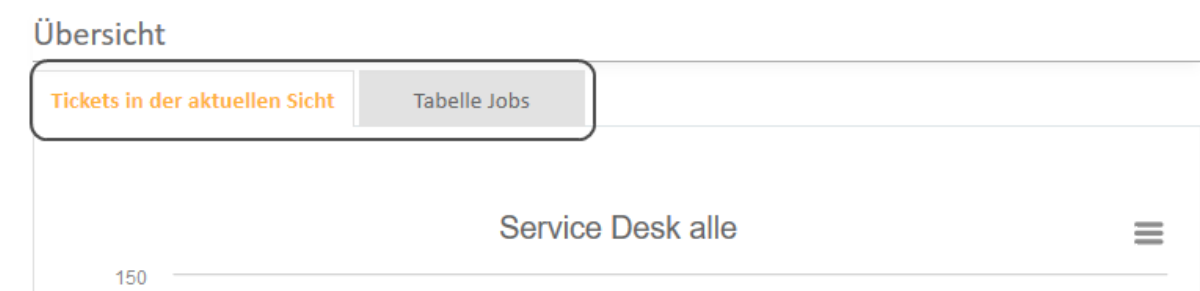 Übersicht
Tickets in der aktuellen Sicht
Tabelle Jobs
Service Desk alle
150